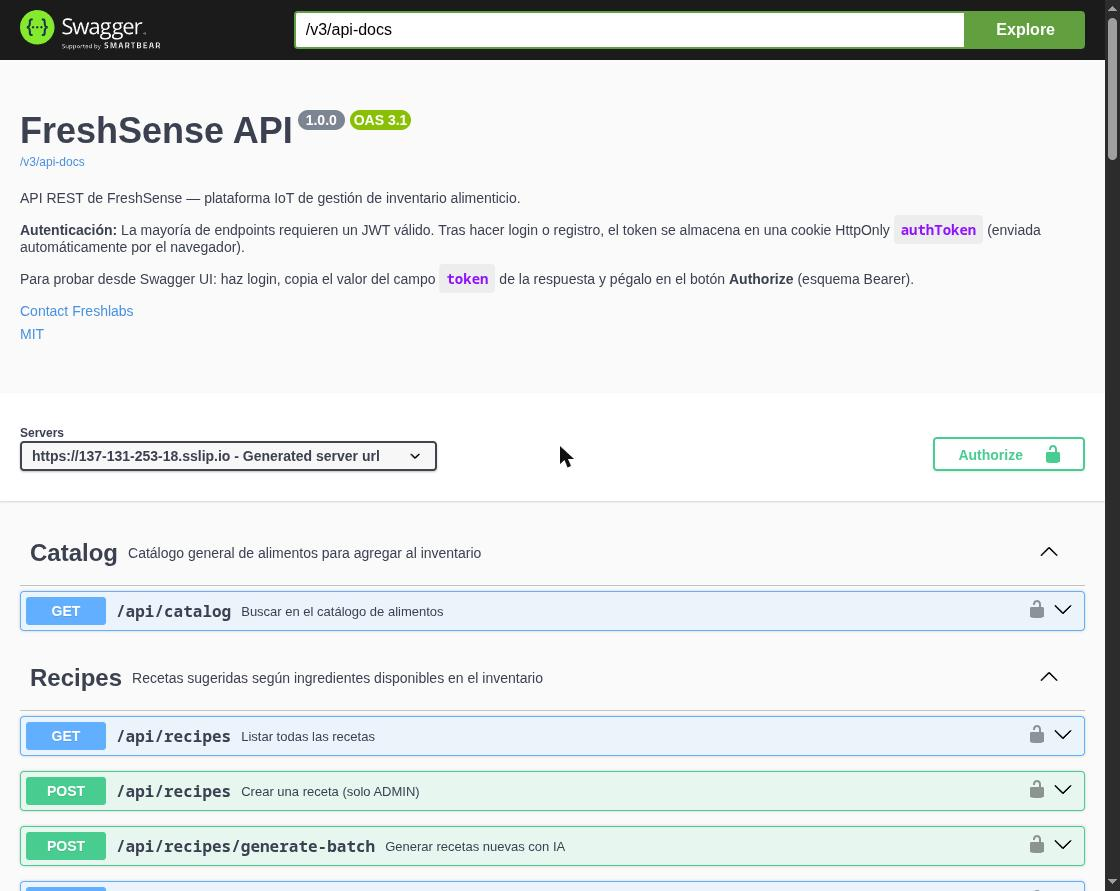 Swagger
Supported by SMARTBEAR
/v3/api-docs
Explore
FreshSense API 1.0.0 OAS 3.1
/v3/api-docs
API REST de FreshSense — plataforma IoT de gestión de inventario alimenticio.
Autenticación: La mayoría de endpoints requieren un JWT válido. Tras hacer login o registro, el token se almacena en una cookie HttpOnly authToken (enviada
automáticamente por el navegador).
Para probar desde Swagger UI: haz login, copia el valor del campo token de la respuesta y pégalo en el botón Authorize (esquema Bearer).
Contact Freshlabs
MIT
Servers
https://137-131-253-18.sslip.io - Generated server url
Authorize
Catalog Catálogo general de alimentos para agregar al inventario
GET /api/catalog Buscar en el catálogo de alimentos
Recipes Recetas sugeridas según ingredientes disponibles en el inventario
GET /api/recipes Listar todas las recetas
POST /api/recipes Crear una receta (solo ADMIN)
POST /api/recipes/generate-batch Generar recetas nuevas con IA